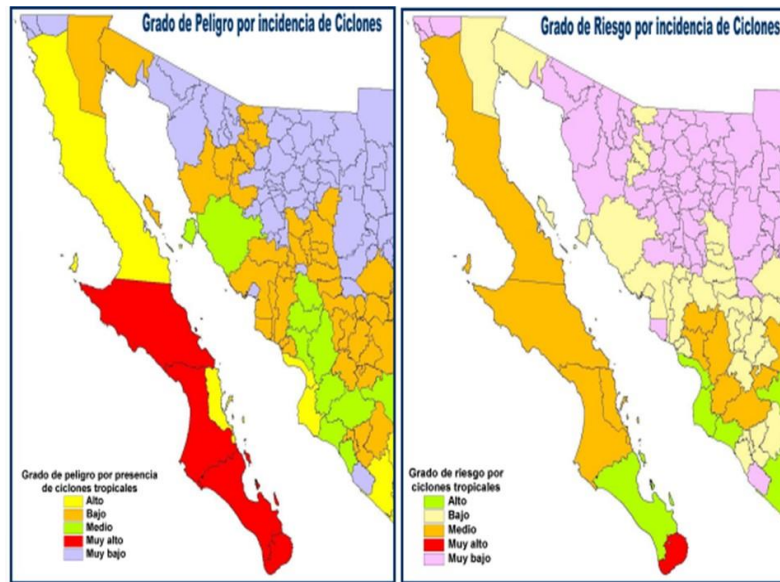 Grado de Peligro por incidencia de Ciclones
Grado de peligro por presencia
de ciclones tropicales
Alto
Bajo
Medio
Muy alto
Muy bajo
Grado de Riesgo por incidencia de Ciclones
Grado de riesgo por
ciclones tropicales
Alto
Bajo
Medio
Muy alto
Muy bajo